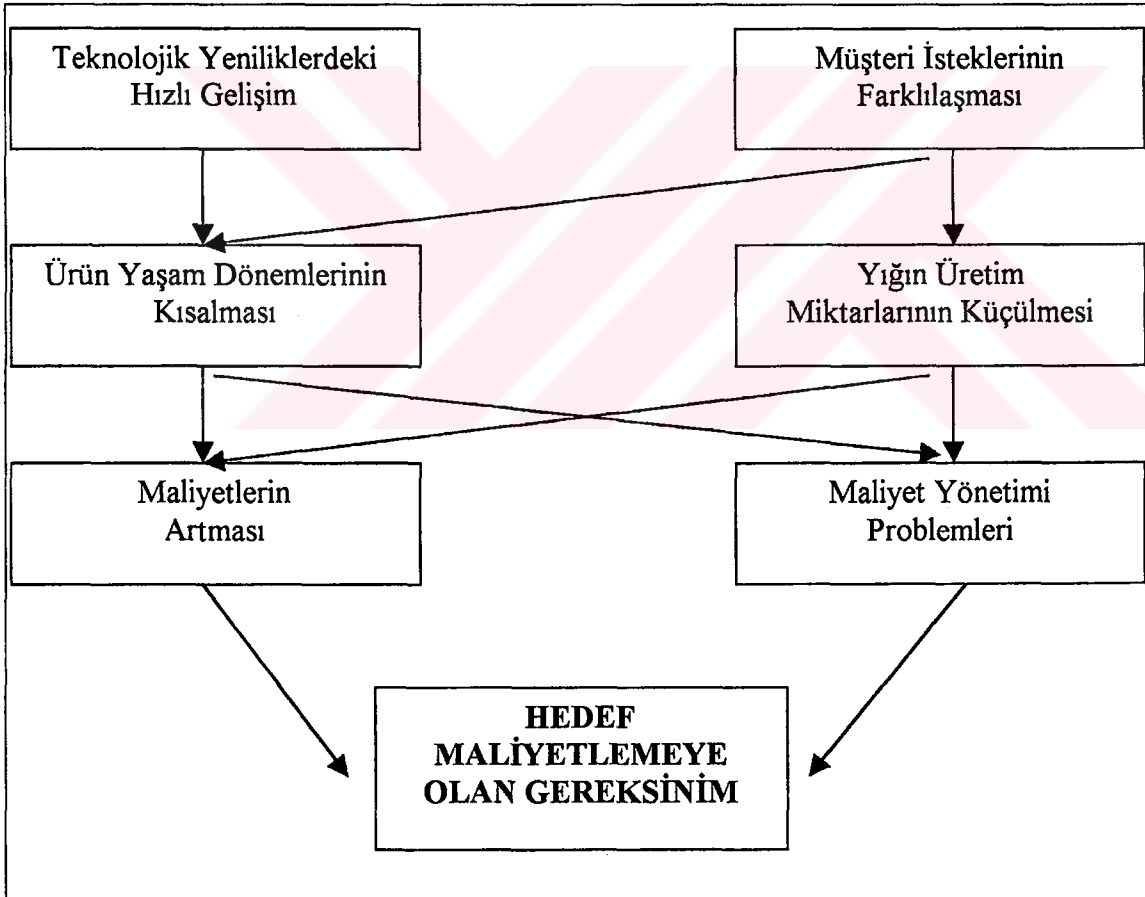 Teknolojik Yeniliklerdeki
Hızlı Gelişim
Müşteri İsteklerinin
Farklılaşması
Ürün Yaşam Dönemlerinin
Kısalması
Yığın Üretim
Miktarlarının Küçülmesi
Maliyetlerin
Artması
Maliyet Yönetimi
Problemleri
HEDEF
MALİYETLEMEYE
OLAN GEREKSİNİM